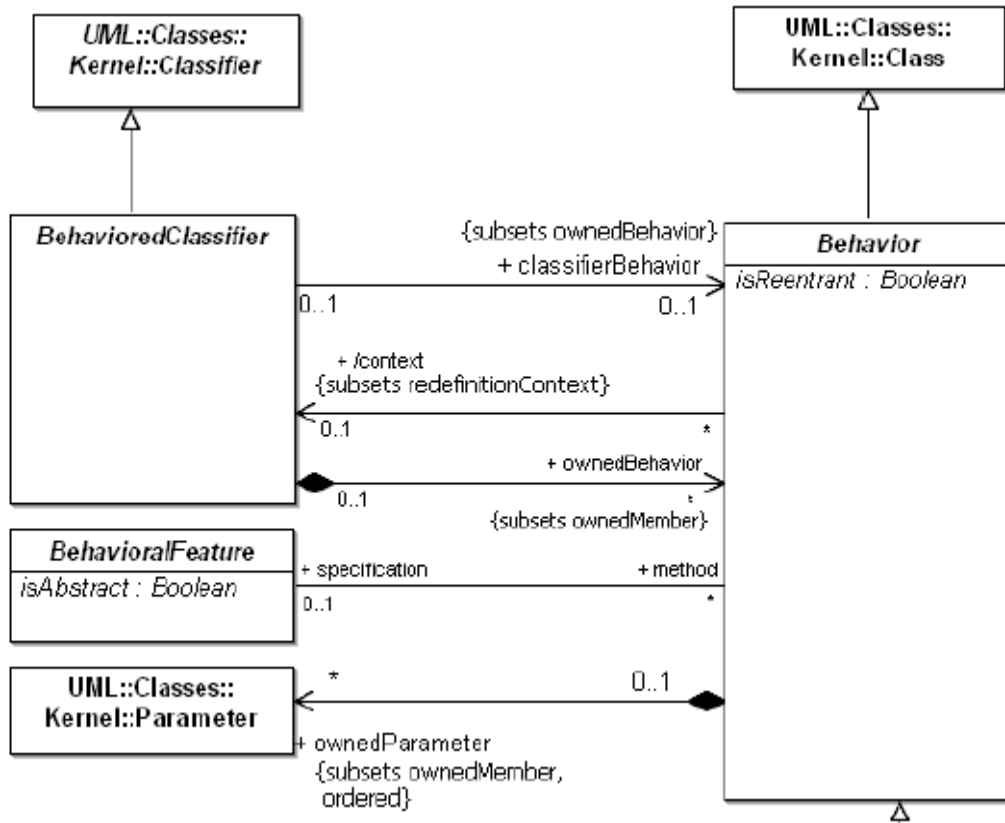 UML::Classes::
Kernel::Classifier
UML::Classes::
Kernel::Class
BehavioredClassifier
{subsets ownedBehavior}
+ classifierBehavior
0..1
0..1
Behavior
isReentrant : Boolean
+ /context
{subsets redefinitionContext}
0..1
*
+ ownedBehavior
0..1
*
{subsets ownedMember}
BehavioralFeature
isAbstract : Boolean
+ specification
+ method
0..1
*
UML::Classes::
Kernel::Parameter
*
0..1
+ ownedParameter
{subsets ownedMember,
ordered}